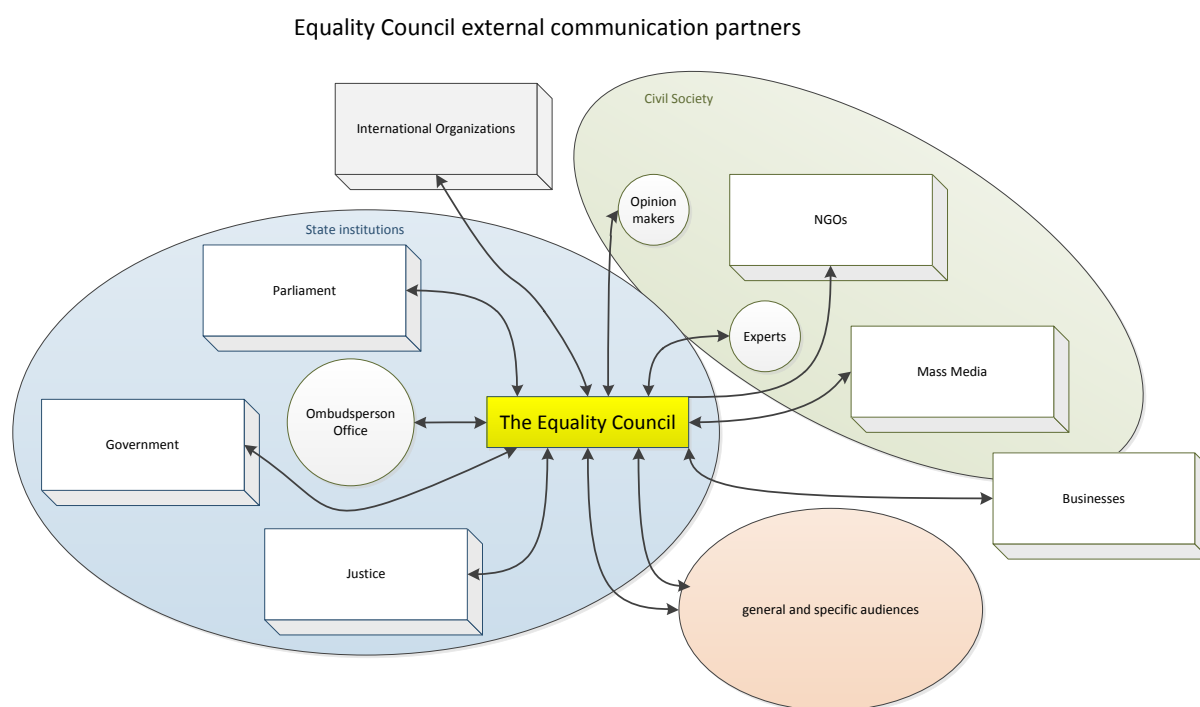 Equality Council external communication partners
Civil Society
International Organizations
Opinion
makers
NGOs
State institutions
Parliament
Experts
Mass Media
Ombudsperson
Office
The Equality Council
Government
Businesses
Justice
general and specific audiences